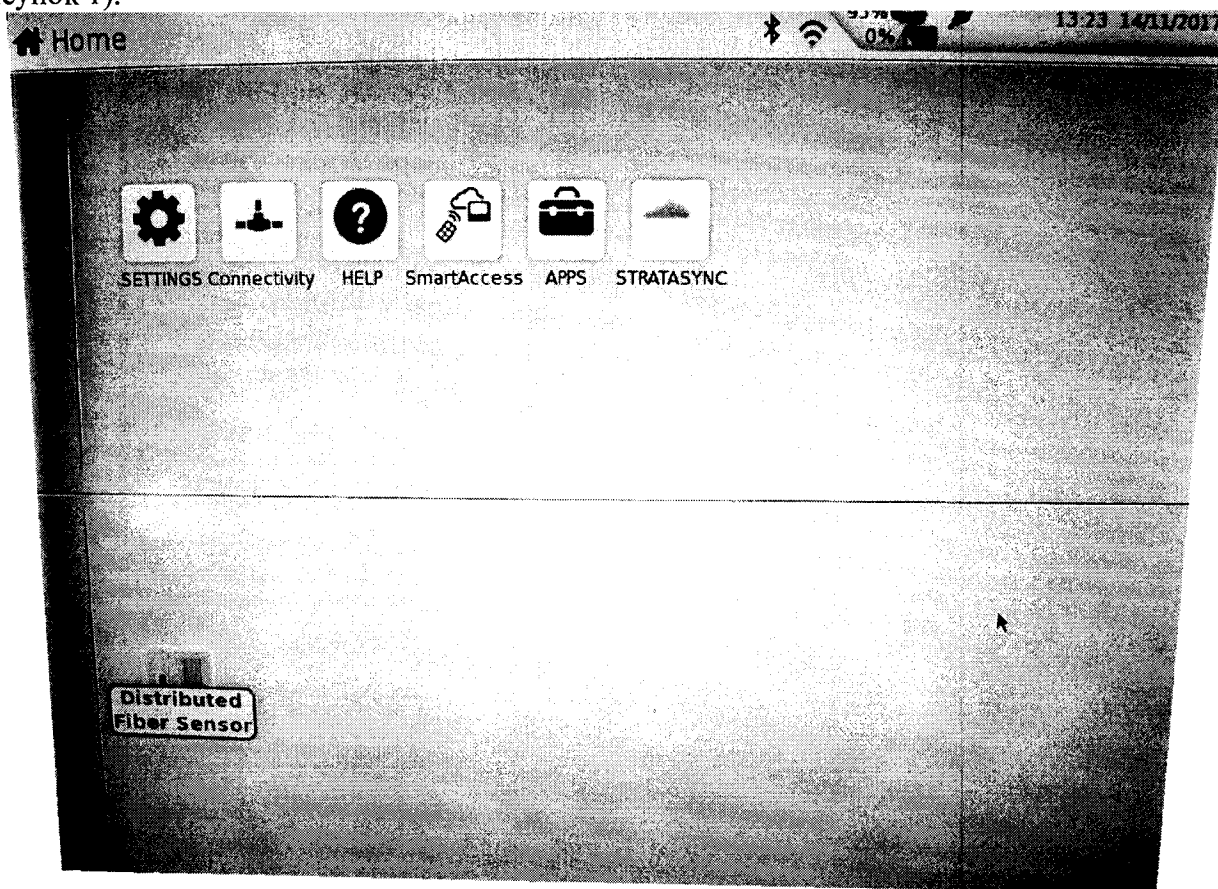 Home
0%
13:23 14/11/2017
SETTINGS Connectivity HELP SmartAccess APPS STRATASYNC
Distributed
Fiber Sensor